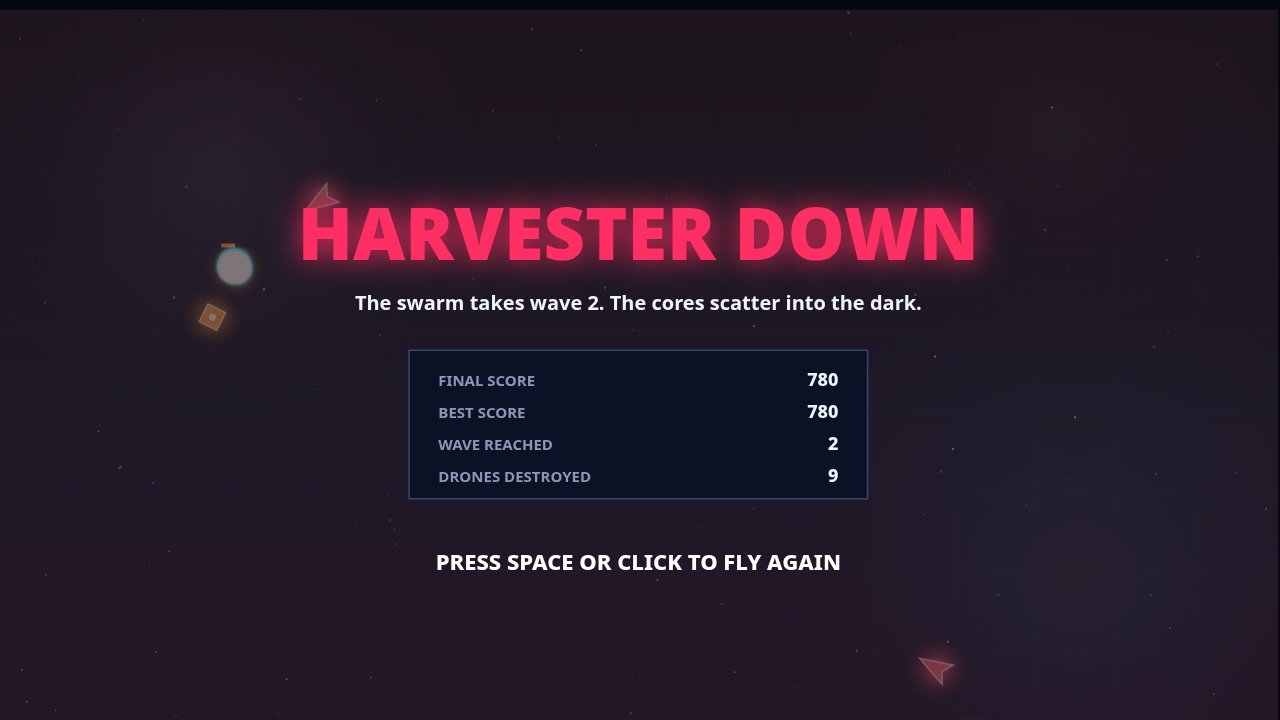 HARVESTER DOWN
The swarm takes wave 2. The cores scatter into the dark.
FINAL SCORE 780
BEST SCORE 780
WAVE REACHED 2
DRONES DESTROYED 9
PRESS SPACE OR CLICK TO FLY AGAIN